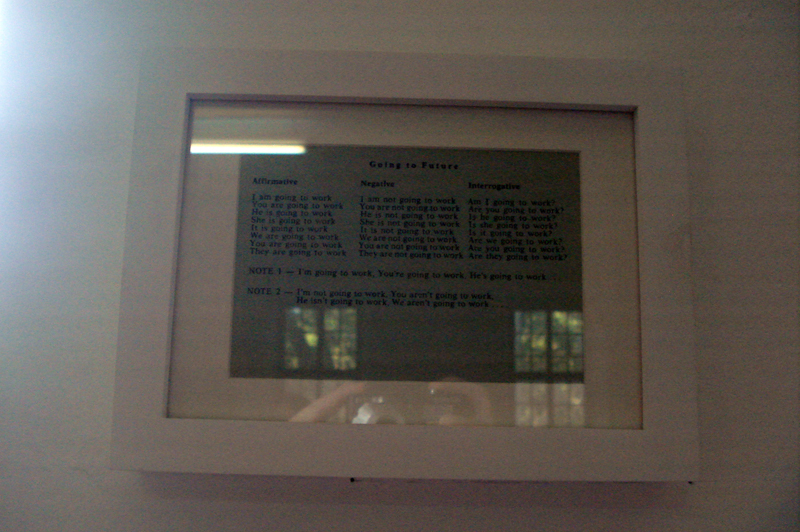 Going to Future
Affirmative Negative Interrogative
I am going to work I am not going to work Am I going to work?
You are going to work You are not going to work Are you going to work?
He is going to work He is not going to work Is he going to work?
She is going to work She is not going to work Is she going to work?
It is going to work It is not going to work Is it going to work?
We are going to work We are not going to work Are we going to work?
You are going to work You are not going to work Are you going to work?
They are going to work They are not going to work Are they going to work?
NOTE 1 — I'm going to work, You're going to work, He's going to work
NOTE 2 — I'm not going to work, You aren't going to work,
He isn't going to work, We aren't going to work